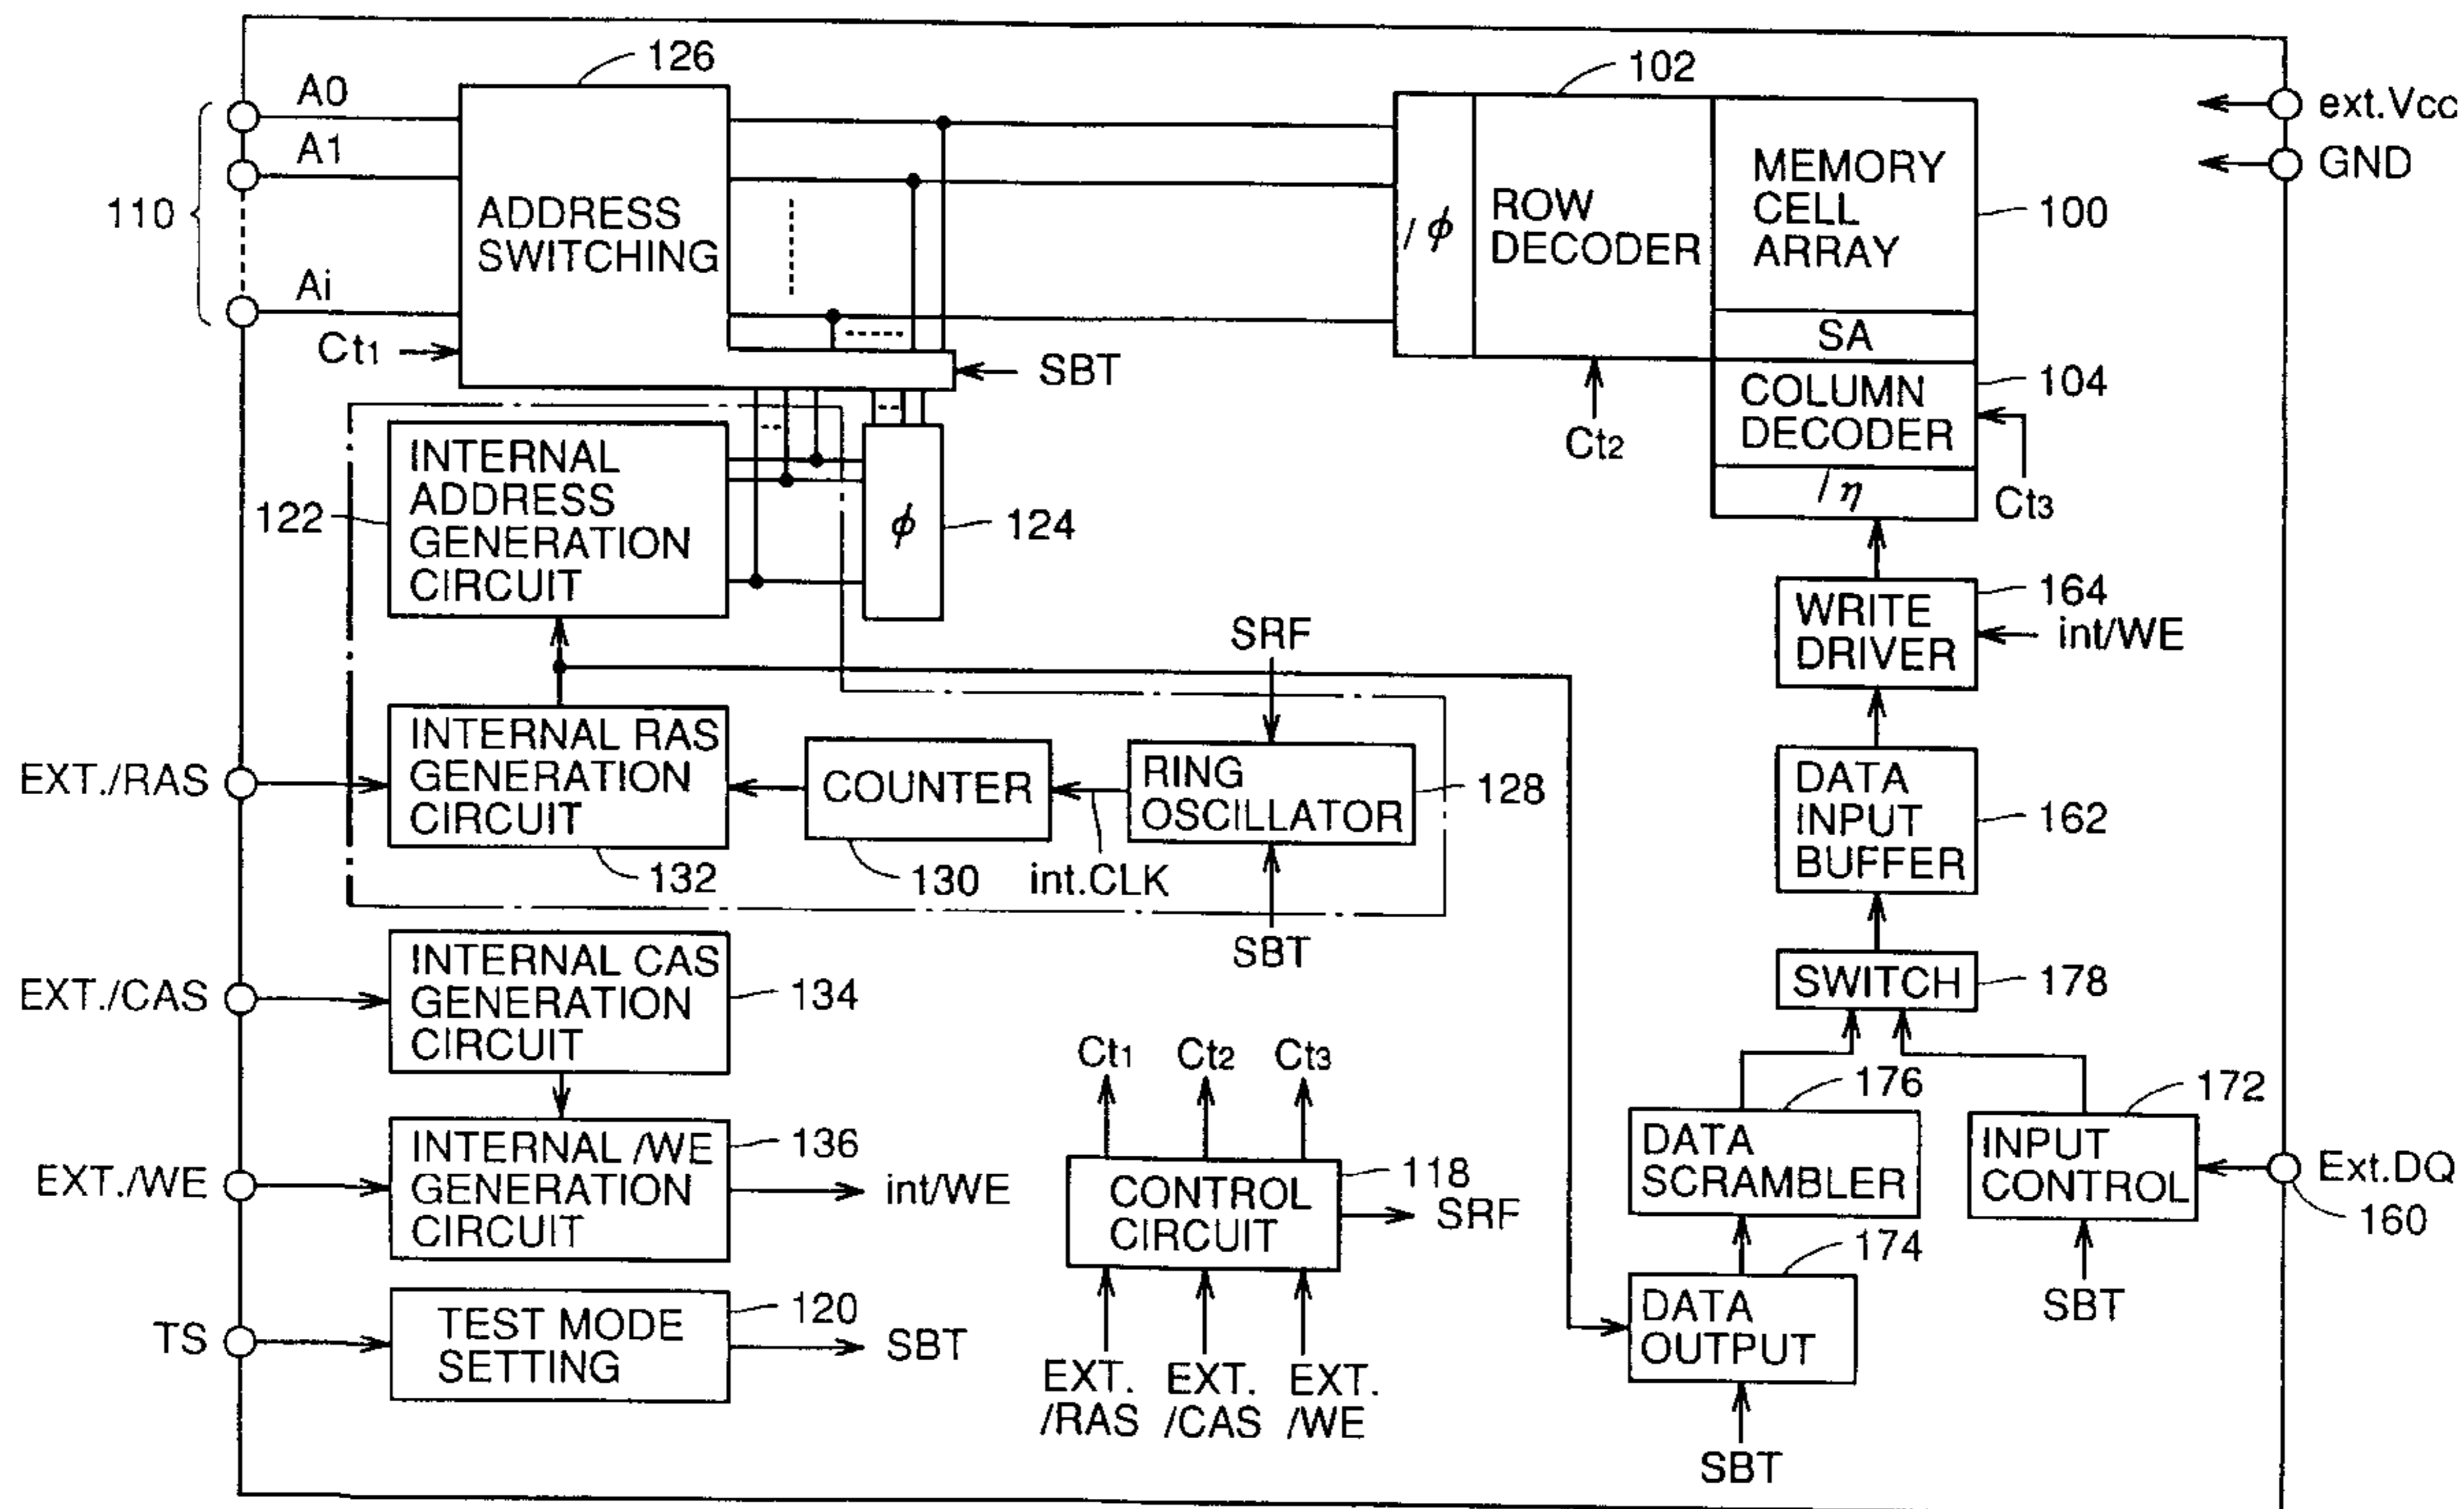 126
102
A0
ext.Vcc
A1
GND
110
ADDRESS
SWITCHING
/φ
ROW
DECODER
MEMORY
CELL
ARRAY
100
Ai
SA
Ct1
SBT
COLUMN
DECODER
104
Ct2
/η
Ct3
INTERNAL
ADDRESS
GENERATION
CIRCUIT
122
φ
124
WRITE
DRIVER
164
int/WE
SRF
INTERNAL RAS
GENERATION
CIRCUIT
EXT./RAS
COUNTER
RING
OSCILLATOR
128
DATA
INPUT
BUFFER
162
132
130
int.CLK
SBT
INTERNAL CAS
GENERATION
CIRCUIT
EXT./CAS
134
SWITCH
178
Ct1
Ct2
Ct3
176
172
INTERNAL /WE
GENERATION
CIRCUIT
136
EXT./WE
int/WE
CONTROL
CIRCUIT
118
SRF
DATA
SCRAMBLER
INPUT
CONTROL
Ext.DQ
160
174
SBT
TS
TEST MODE
SETTING
120
SBT
DATA
OUTPUT
EXT.
/RAS
EXT.
/CAS
EXT.
/WE
SBT